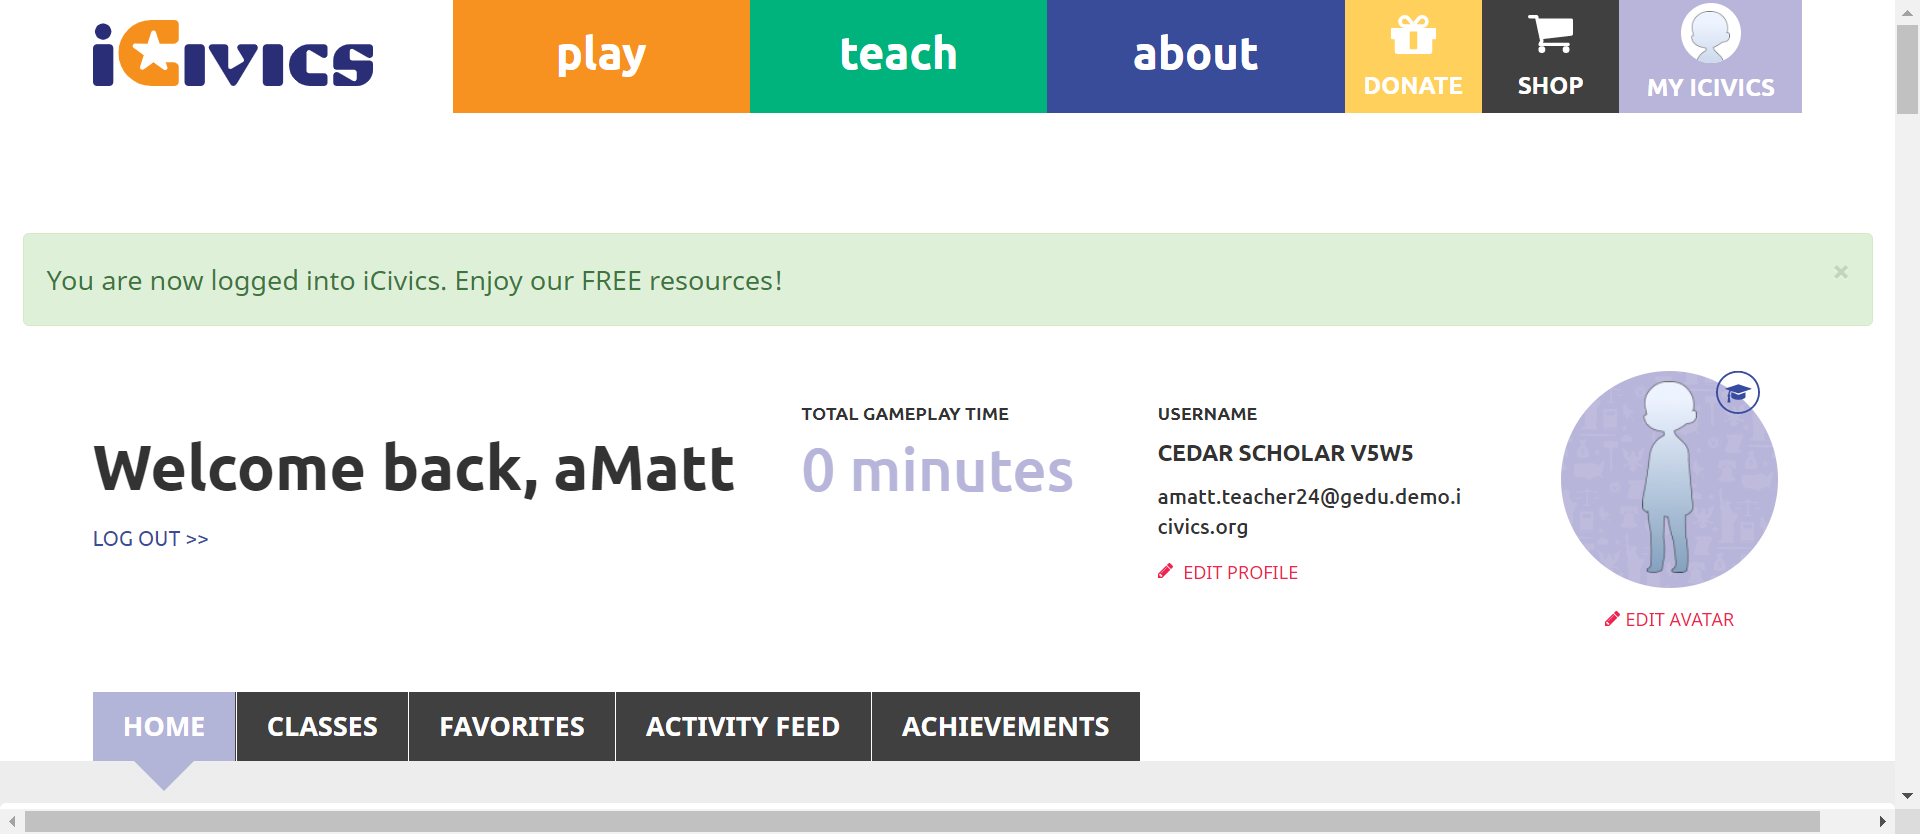 iCivics
play
teach
about
DONATE
SHOP
MY ICIVICS
You are now logged into iCivics. Enjoy our FREE resources!
×
Welcome back, aMatt
LOG OUT >>
TOTAL GAMEPLAY TIME
0 minutes
USERNAME
CEDAR SCHOLAR V5W5
amatt.teacher24@gedu.demo.i
civics.org
EDIT PROFILE
EDIT AVATAR
HOME
CLASSES
FAVORITES
ACTIVITY FEED
ACHIEVEMENTS